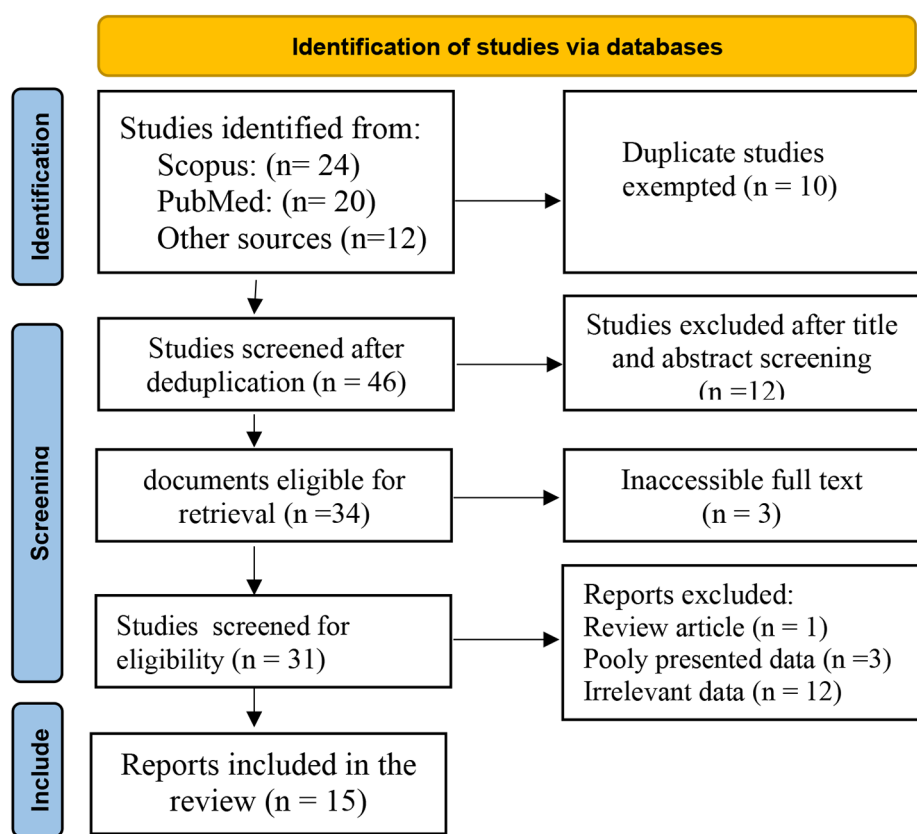 Identification of studies via databases
Identification
Studies identified from:
Scopus: (n= 24)
PubMed: (n= 20)
Other sources (n=12)
Duplicate studies
exempted (n = 10)
Screening
Studies screened after
deduplication (n = 46)
Studies excluded after title
and abstract screening
(n =12)
documents eligible for
retrieval (n =34)
Inaccessible full text
(n = 3)
Studies screened for
eligibility (n = 31)
Reports excluded:
Review article (n = 1)
Pooly presented data (n =3)
Irrelevant data (n = 12)
Include
Reports included in the
review (n = 15)